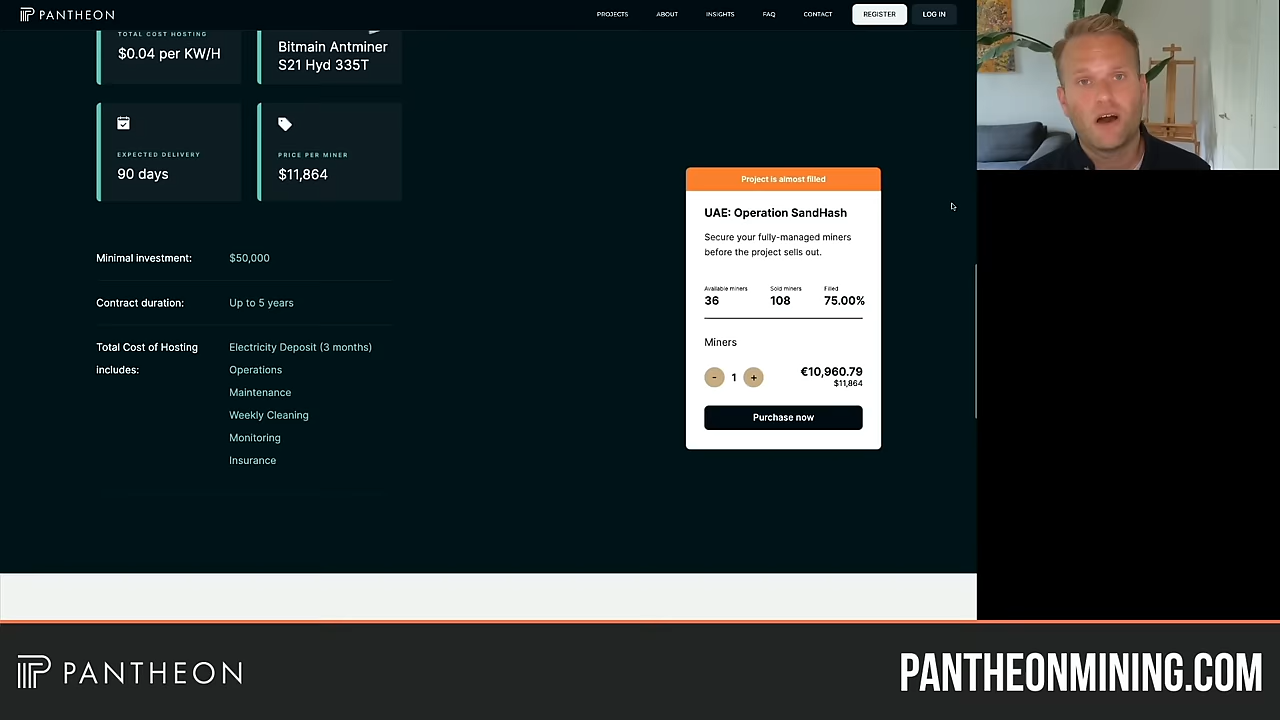 PANTHEON
PROJECTS
ABOUT
INSIGHTS
FAQ
CONTACT
REGISTER
LOG IN
TOTAL COST HOSTING
$0.04 per KW/H
Bitmain Antminer
S21 Hyd 335T
EXPECTED DELIVERY
90 days
PRICE PER MINER
$11,864
Minimal investment:
$50,000
Contract duration:
Up to 5 years
Total Cost of Hosting
includes:
Electricity Deposit (3 months)
Operations
Maintenance
Weekly Cleaning
Monitoring
Insurance
Project is almost filled
UAE: Operation SandHash
Secure your fully-managed miners
before the project sells out.
Available miners
36
Sold miners
108
Filled
75.00%
Miners
- 1 +
€10,960.79
$11,864
Purchase now
PANTHEON
PANTHEONMINING.COM